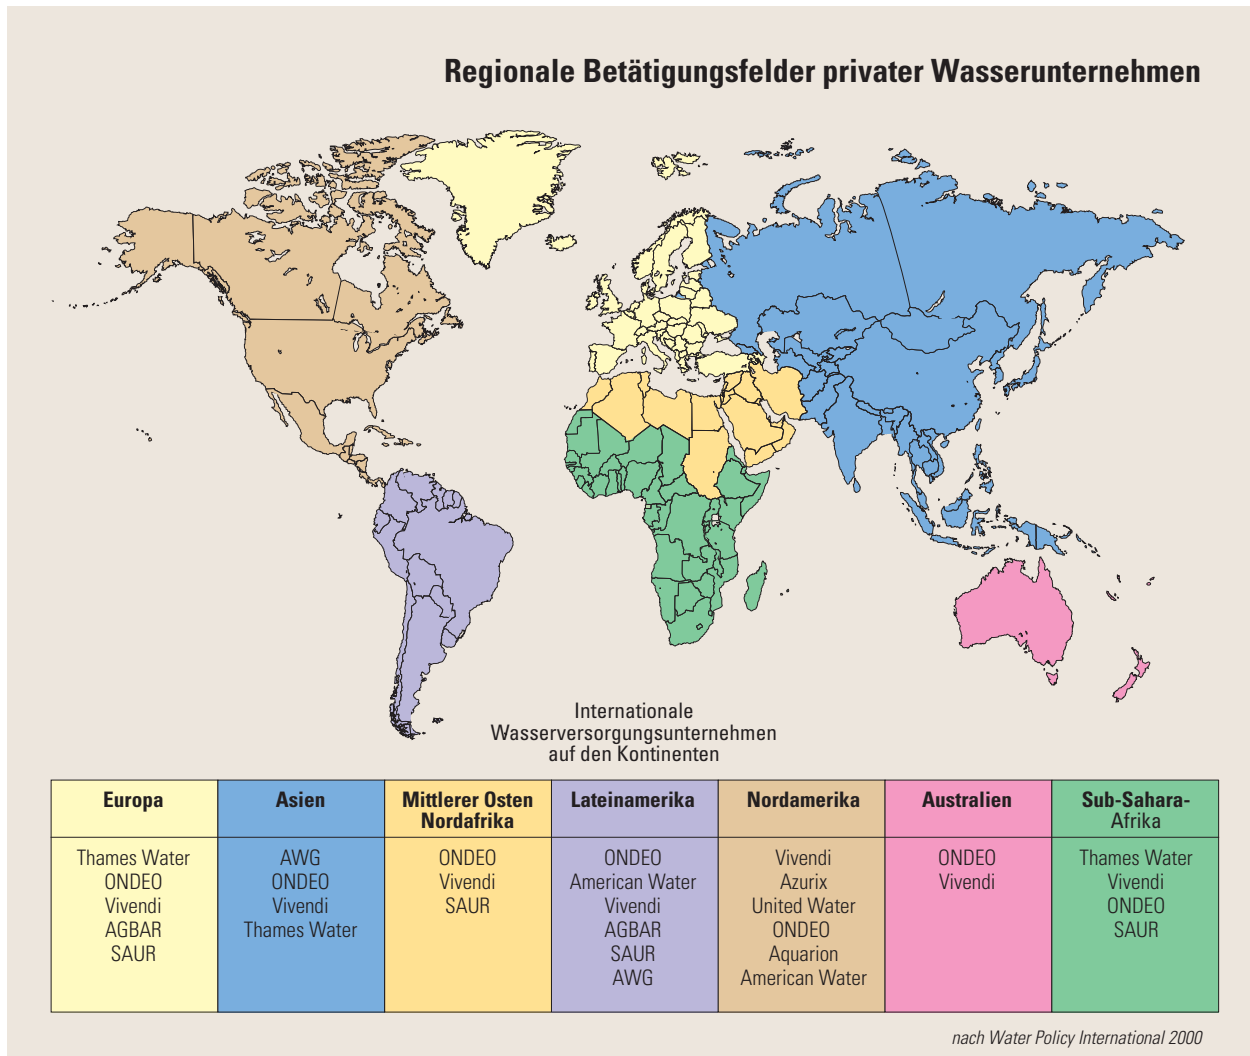 Regionale Betätigungsfelder privater Wasserunternehmen
Internationale
Wasserversorgungsunternehmen
auf den Kontinenten
Europa
Thames Water
ONDEO
Vivendi
AGBAR
SAUR
Asien
AWG
ONDEO
Vivendi
Thames Water
Mittlerer Osten
Nordafrika
ONDEO
Vivendi
SAUR
Lateinamerika
ONDEO
American Water
Vivendi
AGBAR
SAUR
AWG
Nordamerika
Vivendi
Azurix
United Water
ONDEO
Aquarion
American Water
Australien
ONDEO
Vivendi
Sub-Sahara-
Afrika
Thames Water
Vivendi
ONDEO
SAUR
nach Water Policy International 2000